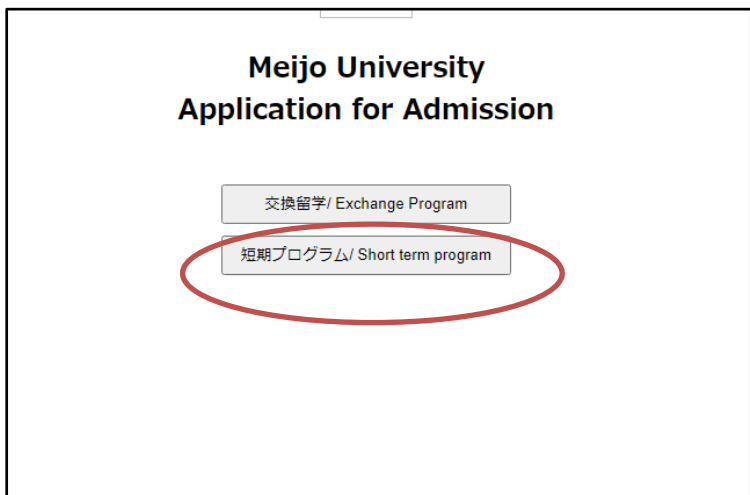 Meijo University
Application for Admission
交換留学/ Exchange Program
短期プログラム/ Short term program